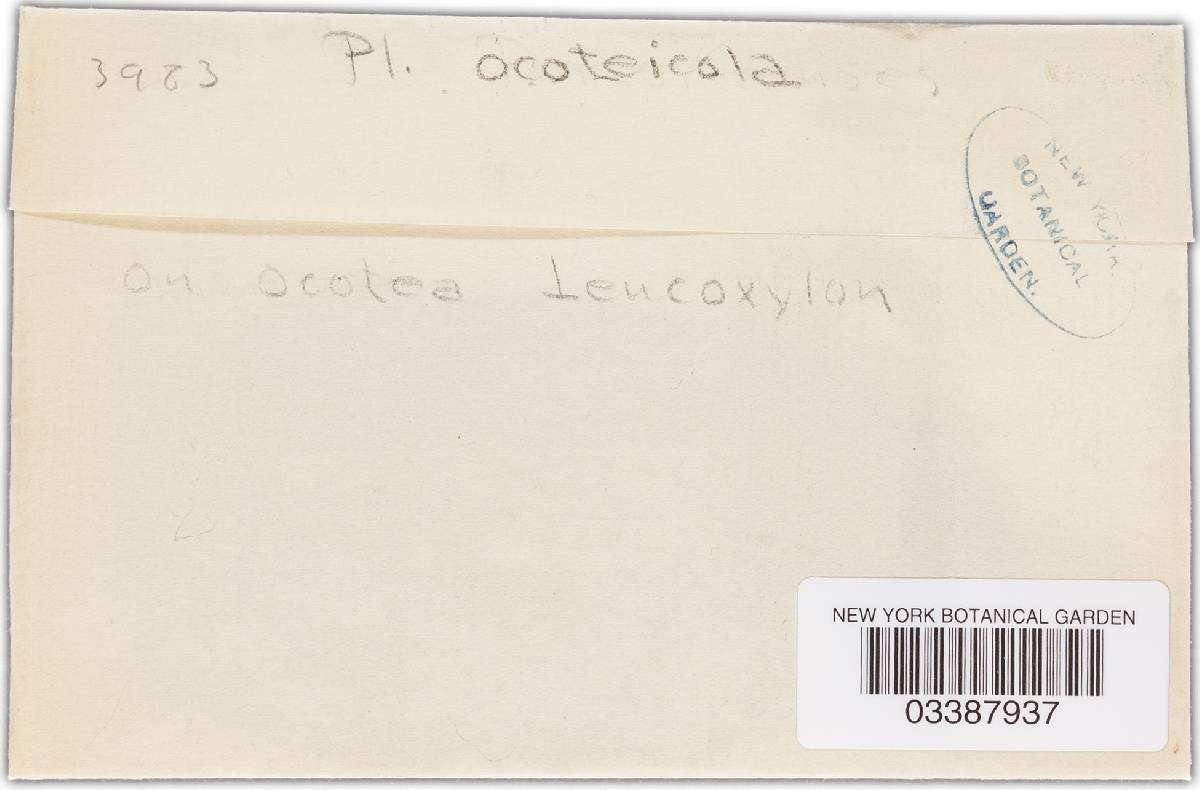 3983 Pl. ocoteicola
NEW YORK
BOTANICAL
GARDEN.
on ocotea Leucoxylon
NEW YORK BOTANICAL GARDEN
03387937